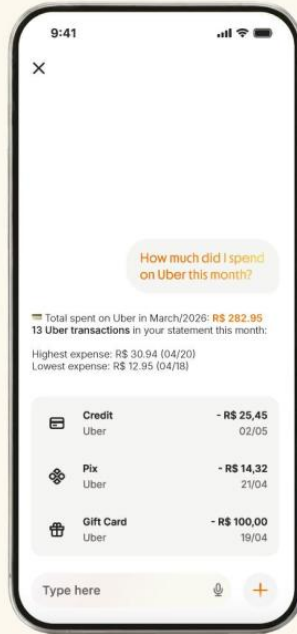 9:41
How much did I spend
on Uber this month?
Total spent on Uber in March/2026: R$ 282.95
13 Uber transactions in your statement this month:
Highest expense: R$ 30.94 (04/20)
Lowest expense: R$ 12.95 (04/18)
Credit - R$ 25,45
Uber 02/05
Pix - R$ 14,32
Uber 21/04
Gift Card - R$ 100,00
Uber 19/04
Type here